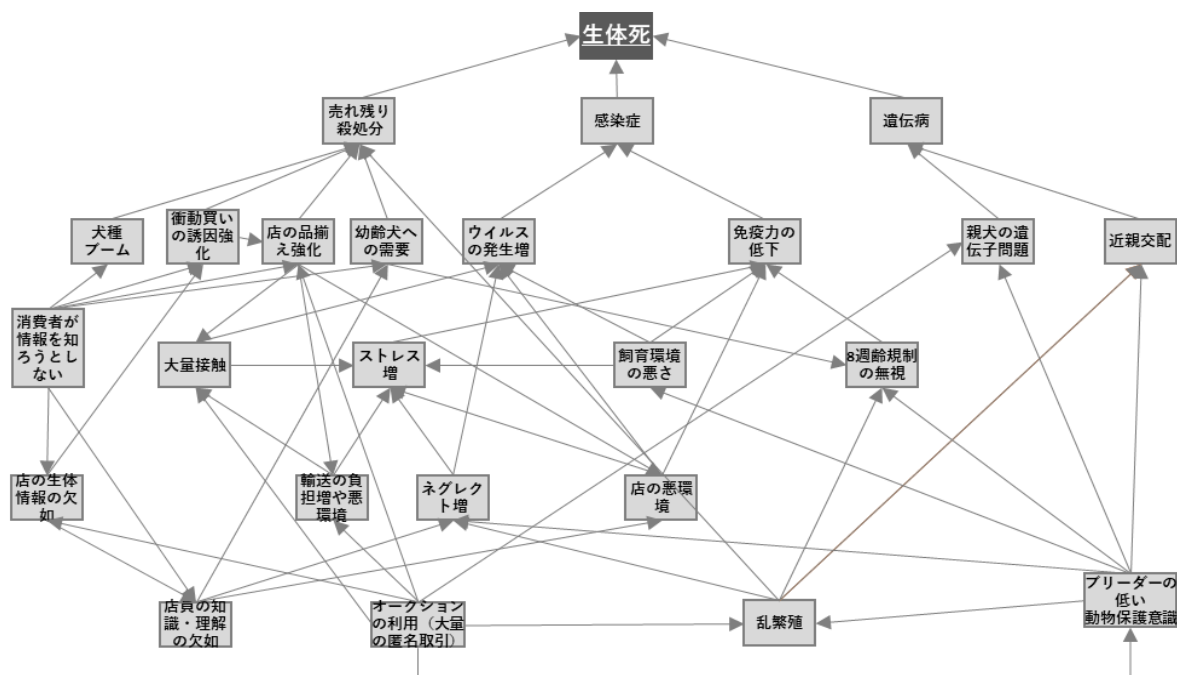 生体死
売れ残り
殺処分
感染症
遺伝病
犬種
ブーム
衝動買い
の誘因強
化
店の品揃
え強化
幼齢犬へ
の需要
ウイルス
の発生増
免疫力の
低下
親犬の遺
伝子問題
近親交配
消費者が
情報を知
ろうとし
ない
大量接触
ストレス
増
飼育環境
の悪さ
8週齢規制
の無視
店の生体
情報の欠
如
輸送の負
担増や悪
環境
ネグレク
ト増
店の悪環
境
店員の知
識・理解
の欠如
オークション
の利用（大量
の匿名取引）
乱繁殖
ブリーダーの
低い
動物保護意識